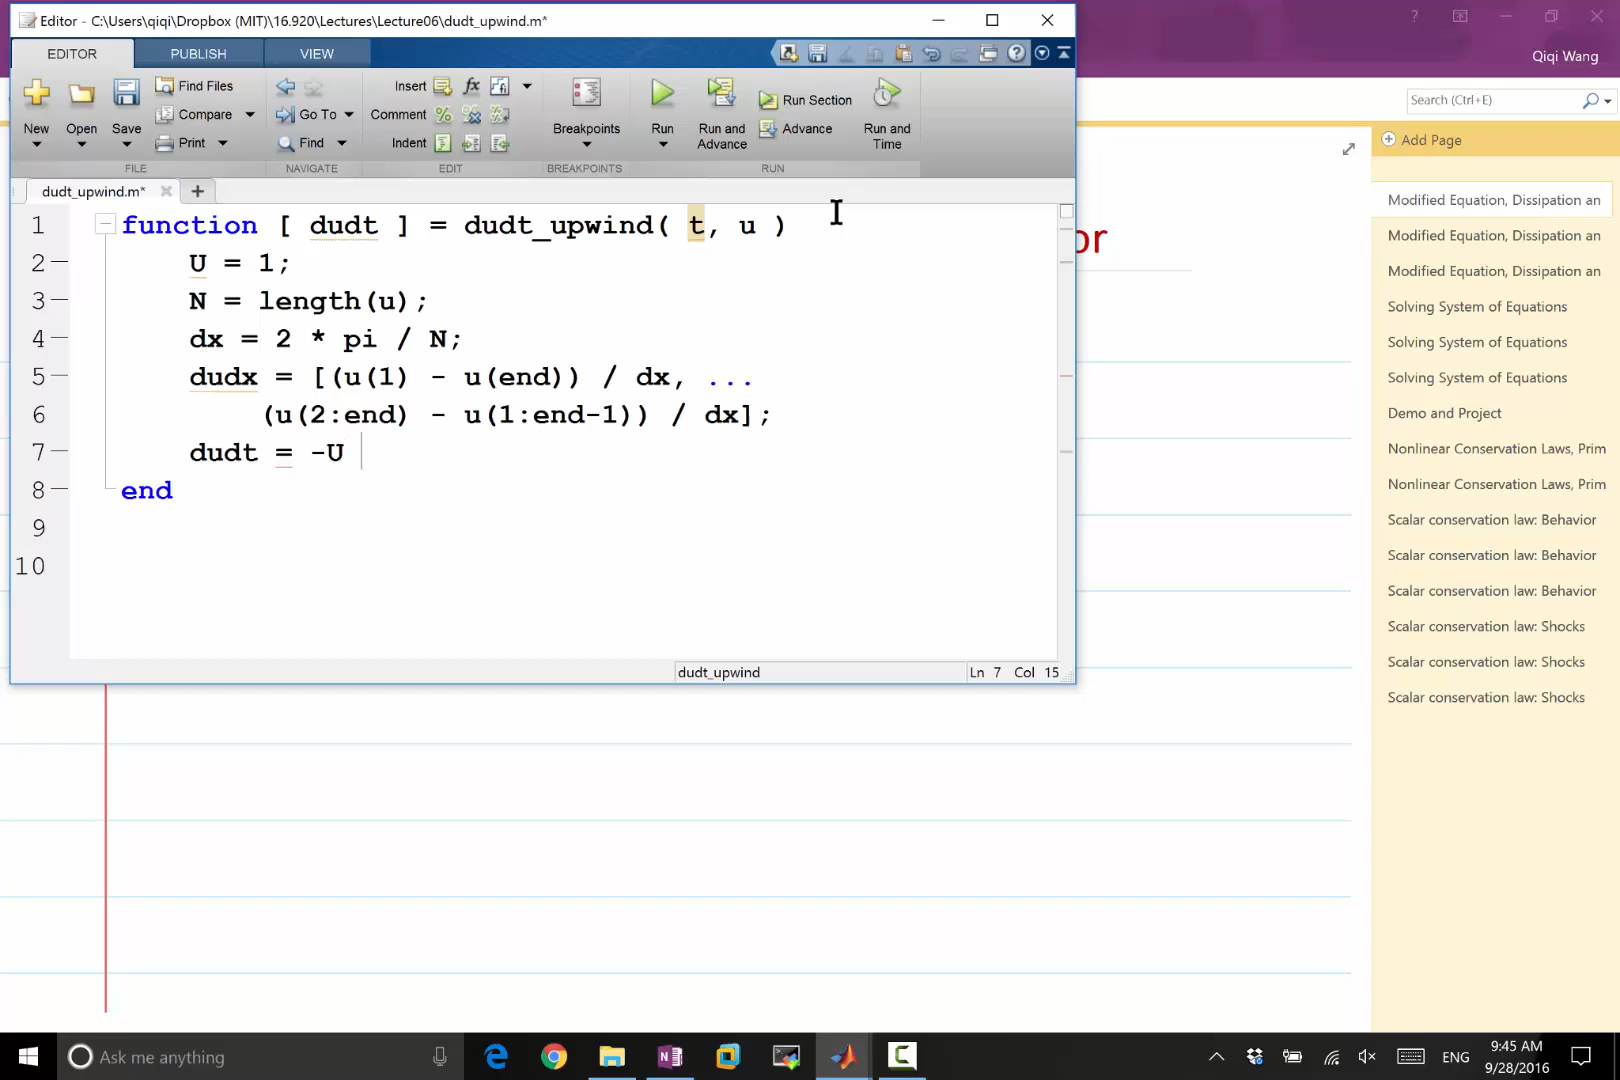 Editor - C:\Users\qiqi\Dropbox (MIT)\16.920\Lectures\Lecture06\dudt_upwind.m*
Qiqi Wang
EDITOR PUBLISH VIEW
Search (Ctrl+E)
New Open Save Find Files Compare Print
Go To Find
Insert Comment Indent
Breakpoints
Run Run and Advance Run Section Advance Run and Time
FILE NAVIGATE EDIT BREAKPOINTS RUN
Add Page
dudt_upwind.m*
1 function [ dudt ] = dudt_upwind( t, u )
2 U = 1;
3 N = length(u);
4 dx = 2 * pi / N;
5 dudx = [(u(1) - u(end)) / dx, ...
6 (u(2:end) - u(1:end-1)) / dx];
7 dudt = -U
8 end
9
10
dudt_upwind Ln 7 Col 15
or
Modified Equation, Dissipation an
Modified Equation, Dissipation an
Modified Equation, Dissipation an
Solving System of Equations
Solving System of Equations
Solving System of Equations
Demo and Project
Nonlinear Conservation Laws, Prim
Nonlinear Conservation Laws, Prim
Scalar conservation law: Behavior
Scalar conservation law: Behavior
Scalar conservation law: Behavior
Scalar conservation law: Shocks
Scalar conservation law: Shocks
Scalar conservation law: Shocks
Ask me anything
ENG
9:45 AM
9/28/2016